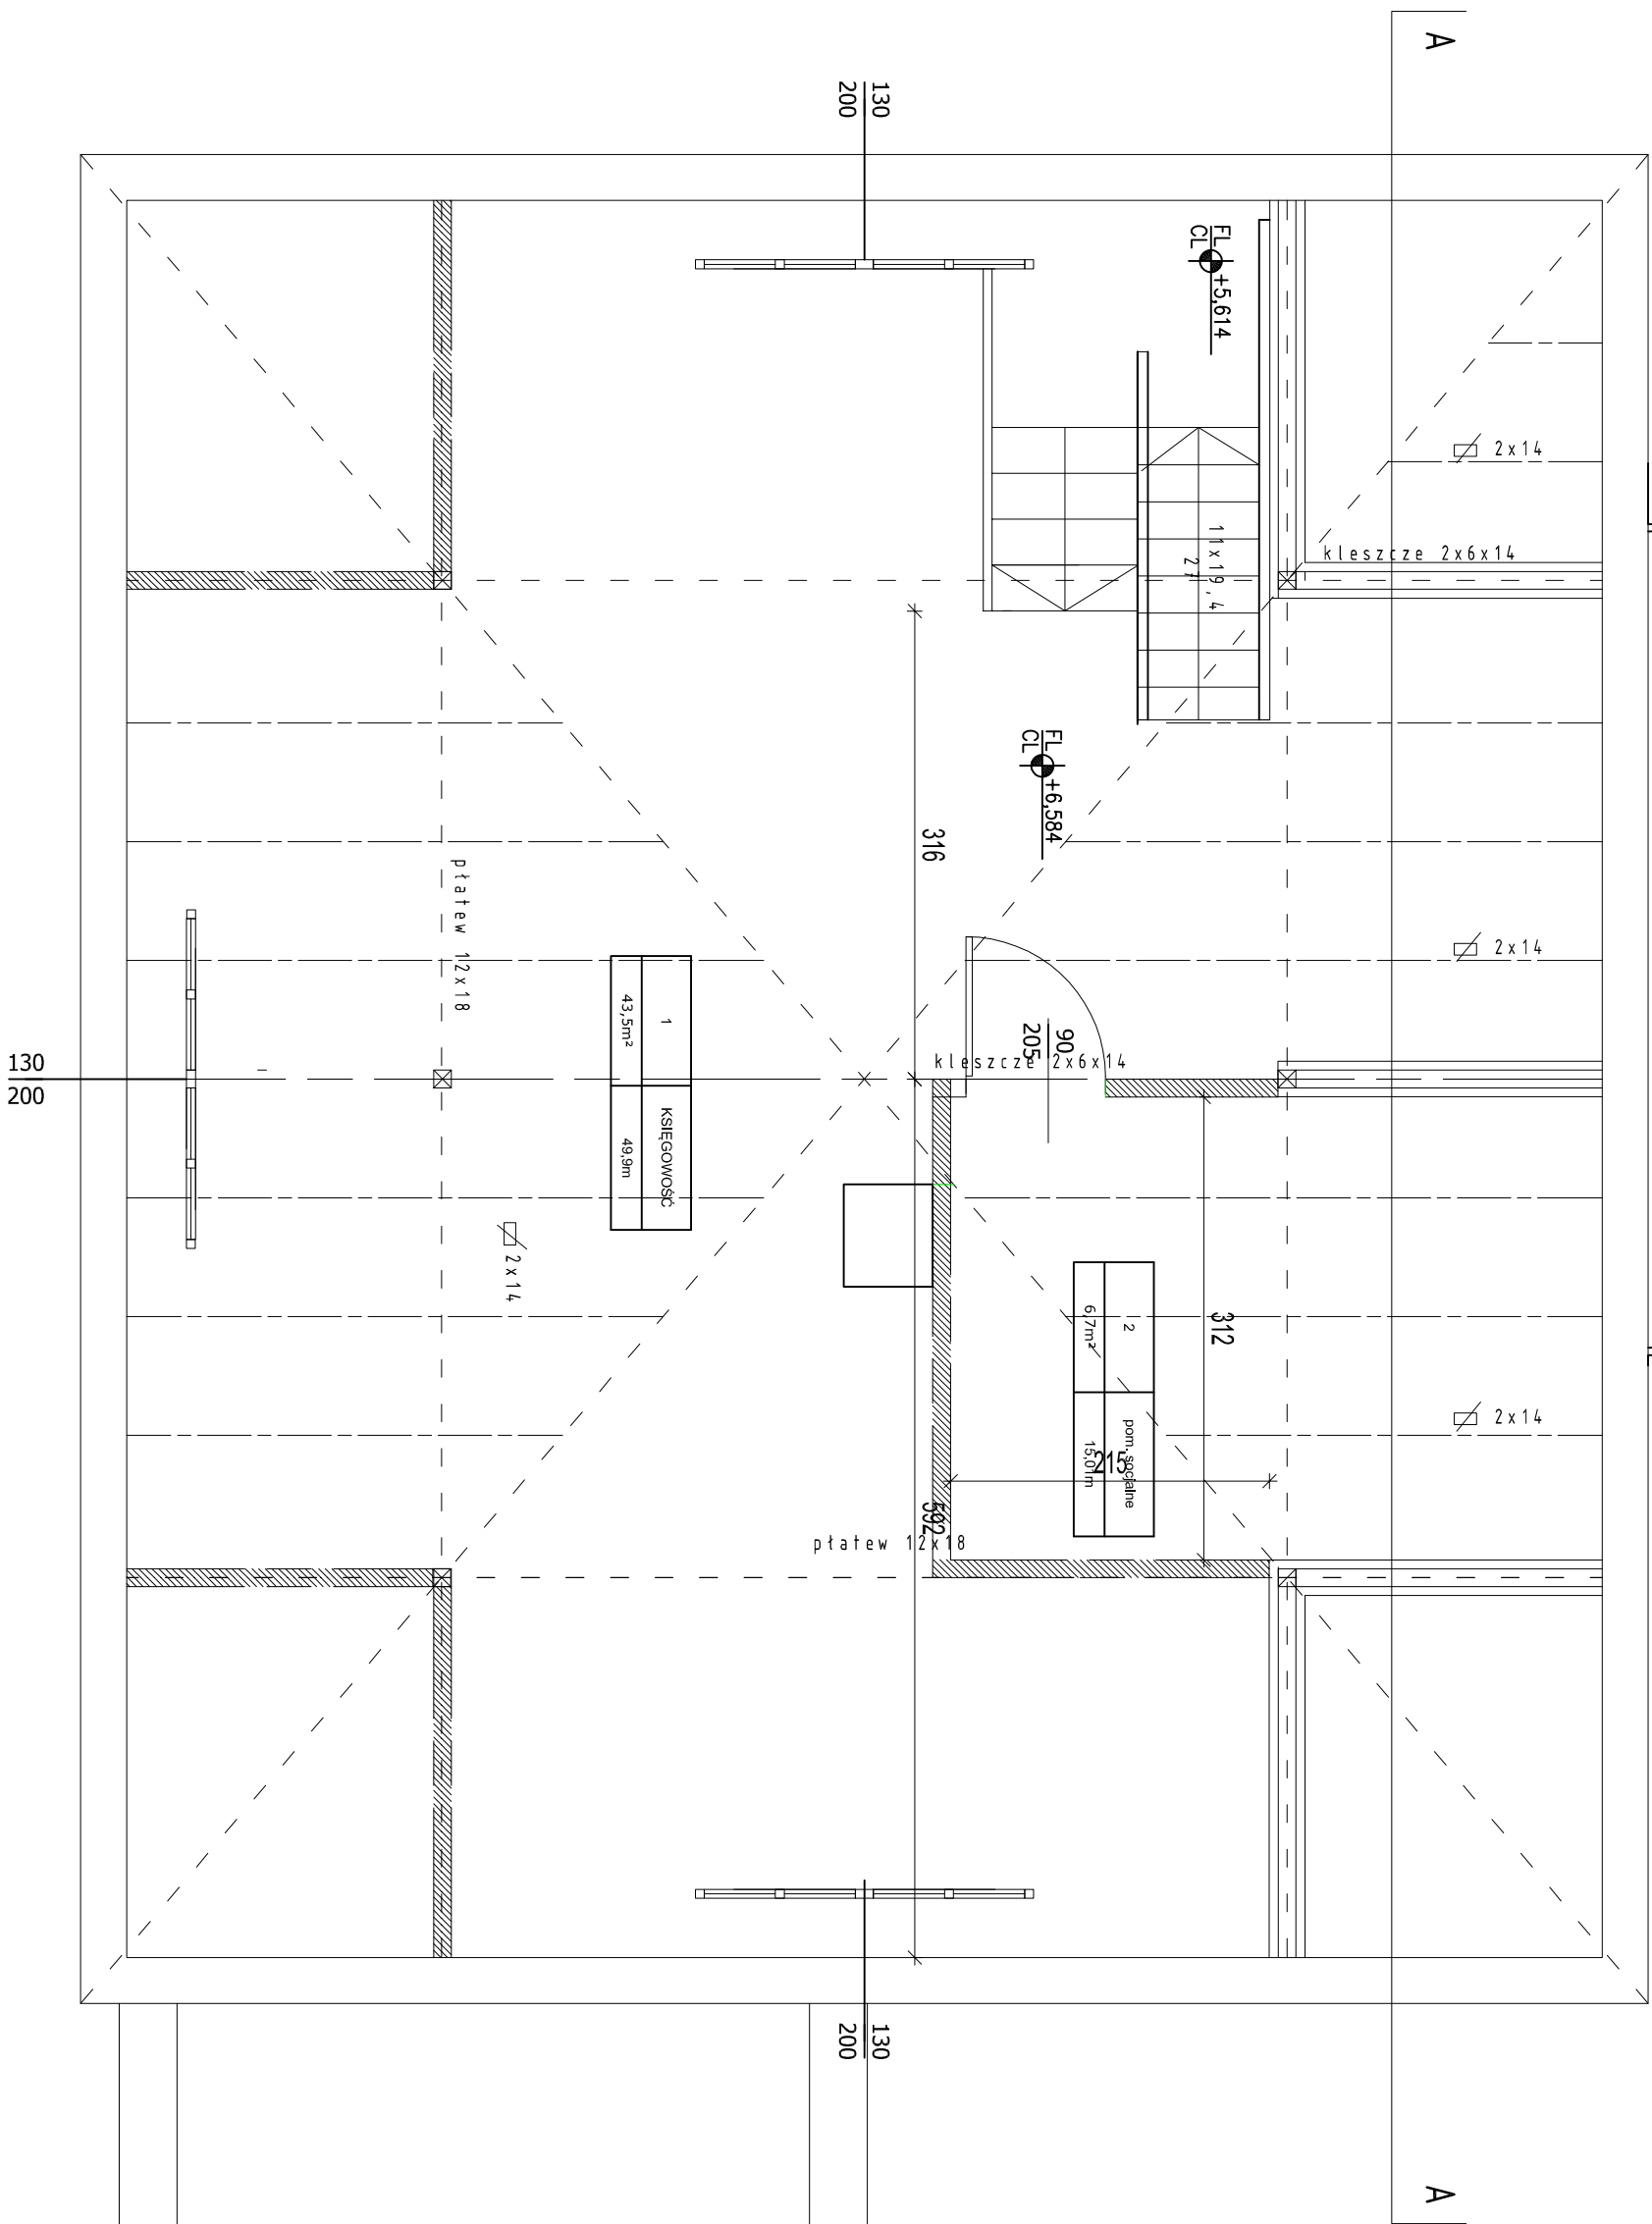 A
130
200
FL
CL
+5,614
2x14
kleszcze 2x6x14
11x19,4
27
FL
CL
+6,584
316
płatew 12x18
2x14
1
KSIĘGOWOŚĆ
43,5m²
49,9m
90
205
kleszcze 2x6x14
130
200
2x14
312
2
pom. socjalne
6,7m²
15,01m
215
2x14
592
płatew 12x18
130
200
A